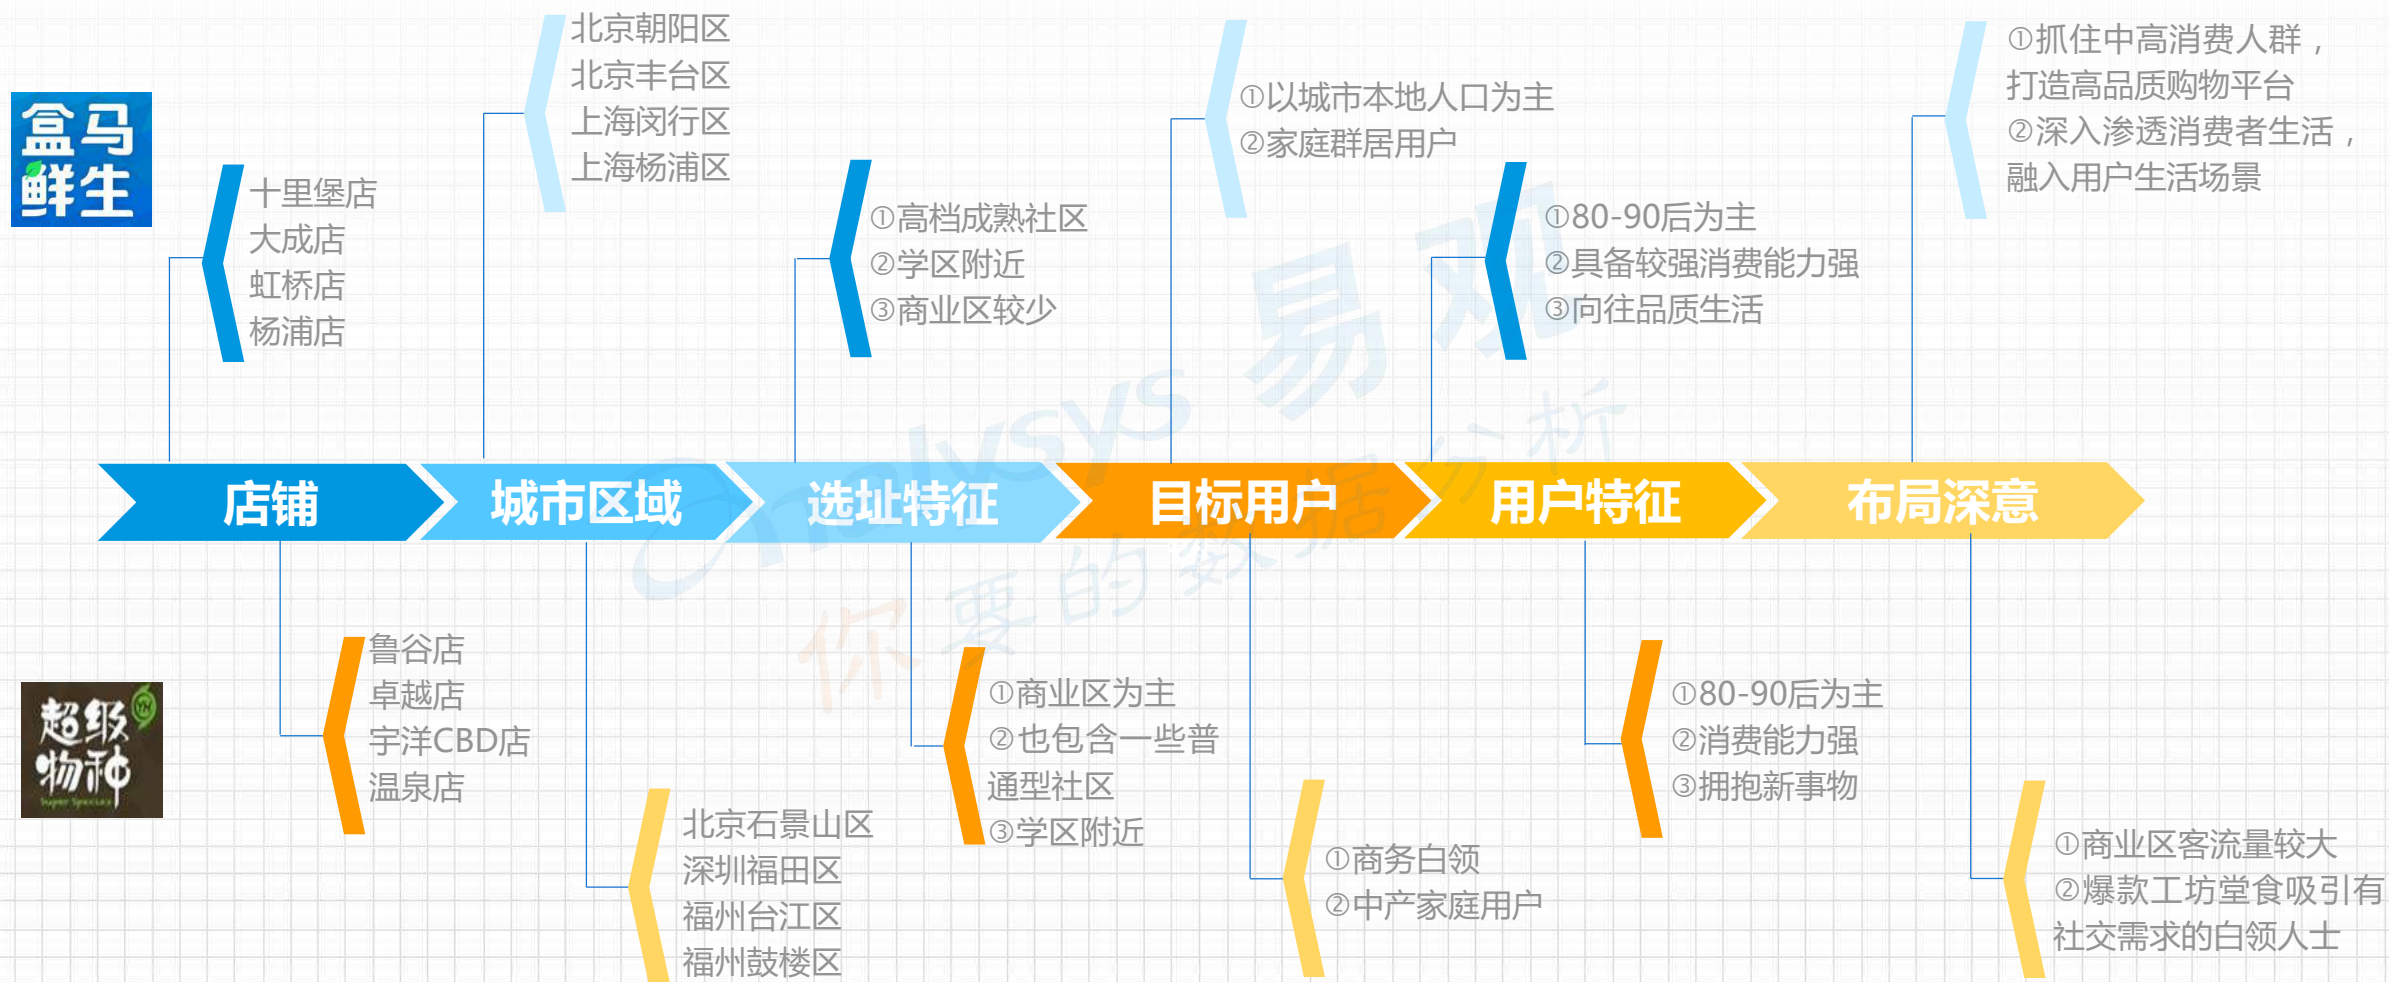 盒马
鲜生
十里堡店
大成店
虹桥店
杨浦店
北京朝阳区
北京丰台区
上海闵行区
上海杨浦区
①高档成熟社区
②学区附近
③商业区较少
①以城市本地人口为主
②家庭群居用户
①80-90后为主
②具备较强消费能力强
③向往品质生活
①抓住中高消费人群，
打造高品质购物平台
②深入渗透消费者生活，
融入用户生活场景
店铺
城市区域
选址特征
目标用户
用户特征
布局深意
超级
物种
YH
Super Species
鲁谷店
卓越店
宇洋CBD店
温泉店
北京石景山区
深圳福田区
福州台江区
福州鼓楼区
①商业区为主
②也包含一些普
通型社区
③学区附近
①商务白领
②中产家庭用户
①80-90后为主
②消费能力强
③拥抱新事物
①商业区客流量较大
②爆款工坊堂食吸引有
社交需求的白领人士
analysys 易观
你要的数据分析